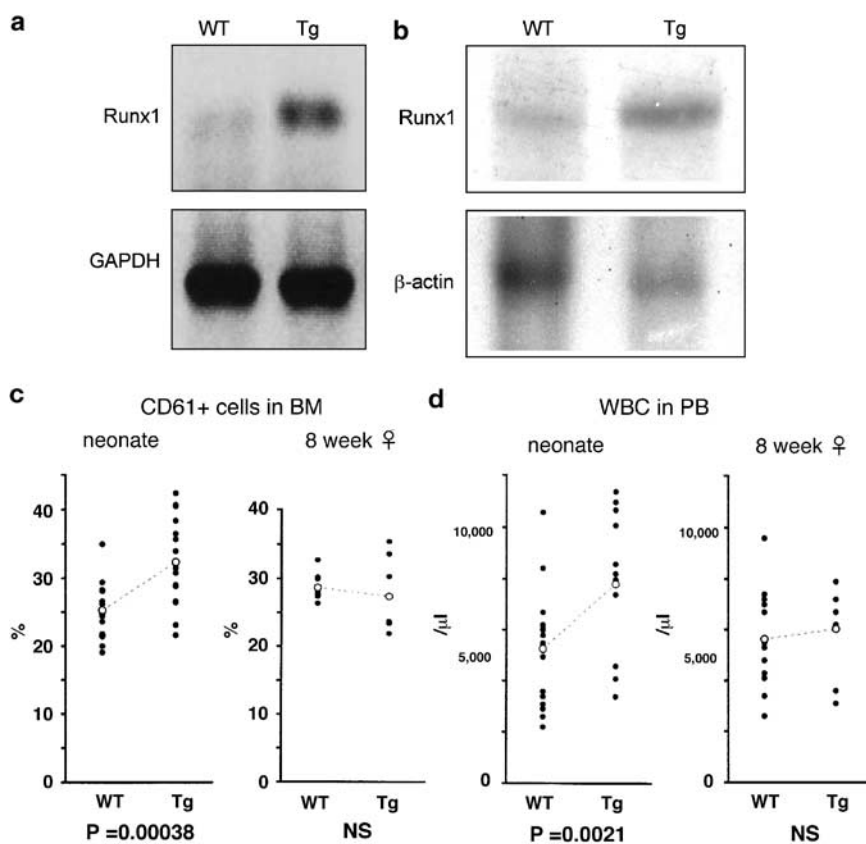 a
WT Tg
Runx1
GAPDH
b
WT Tg
Runx1
β-actin
c
CD61+ cells in BM
neonate
8 week ♀
40
30
20
10
0
%
WT Tg
P =0.00038
40
30
20
10
0
%
WT Tg
NS
d
WBC in PB
neonate
8 week ♀
10,000
5,000
0
/µl
WT Tg
P =0.0021
10,000
5,000
0
/µl
WT Tg
NS